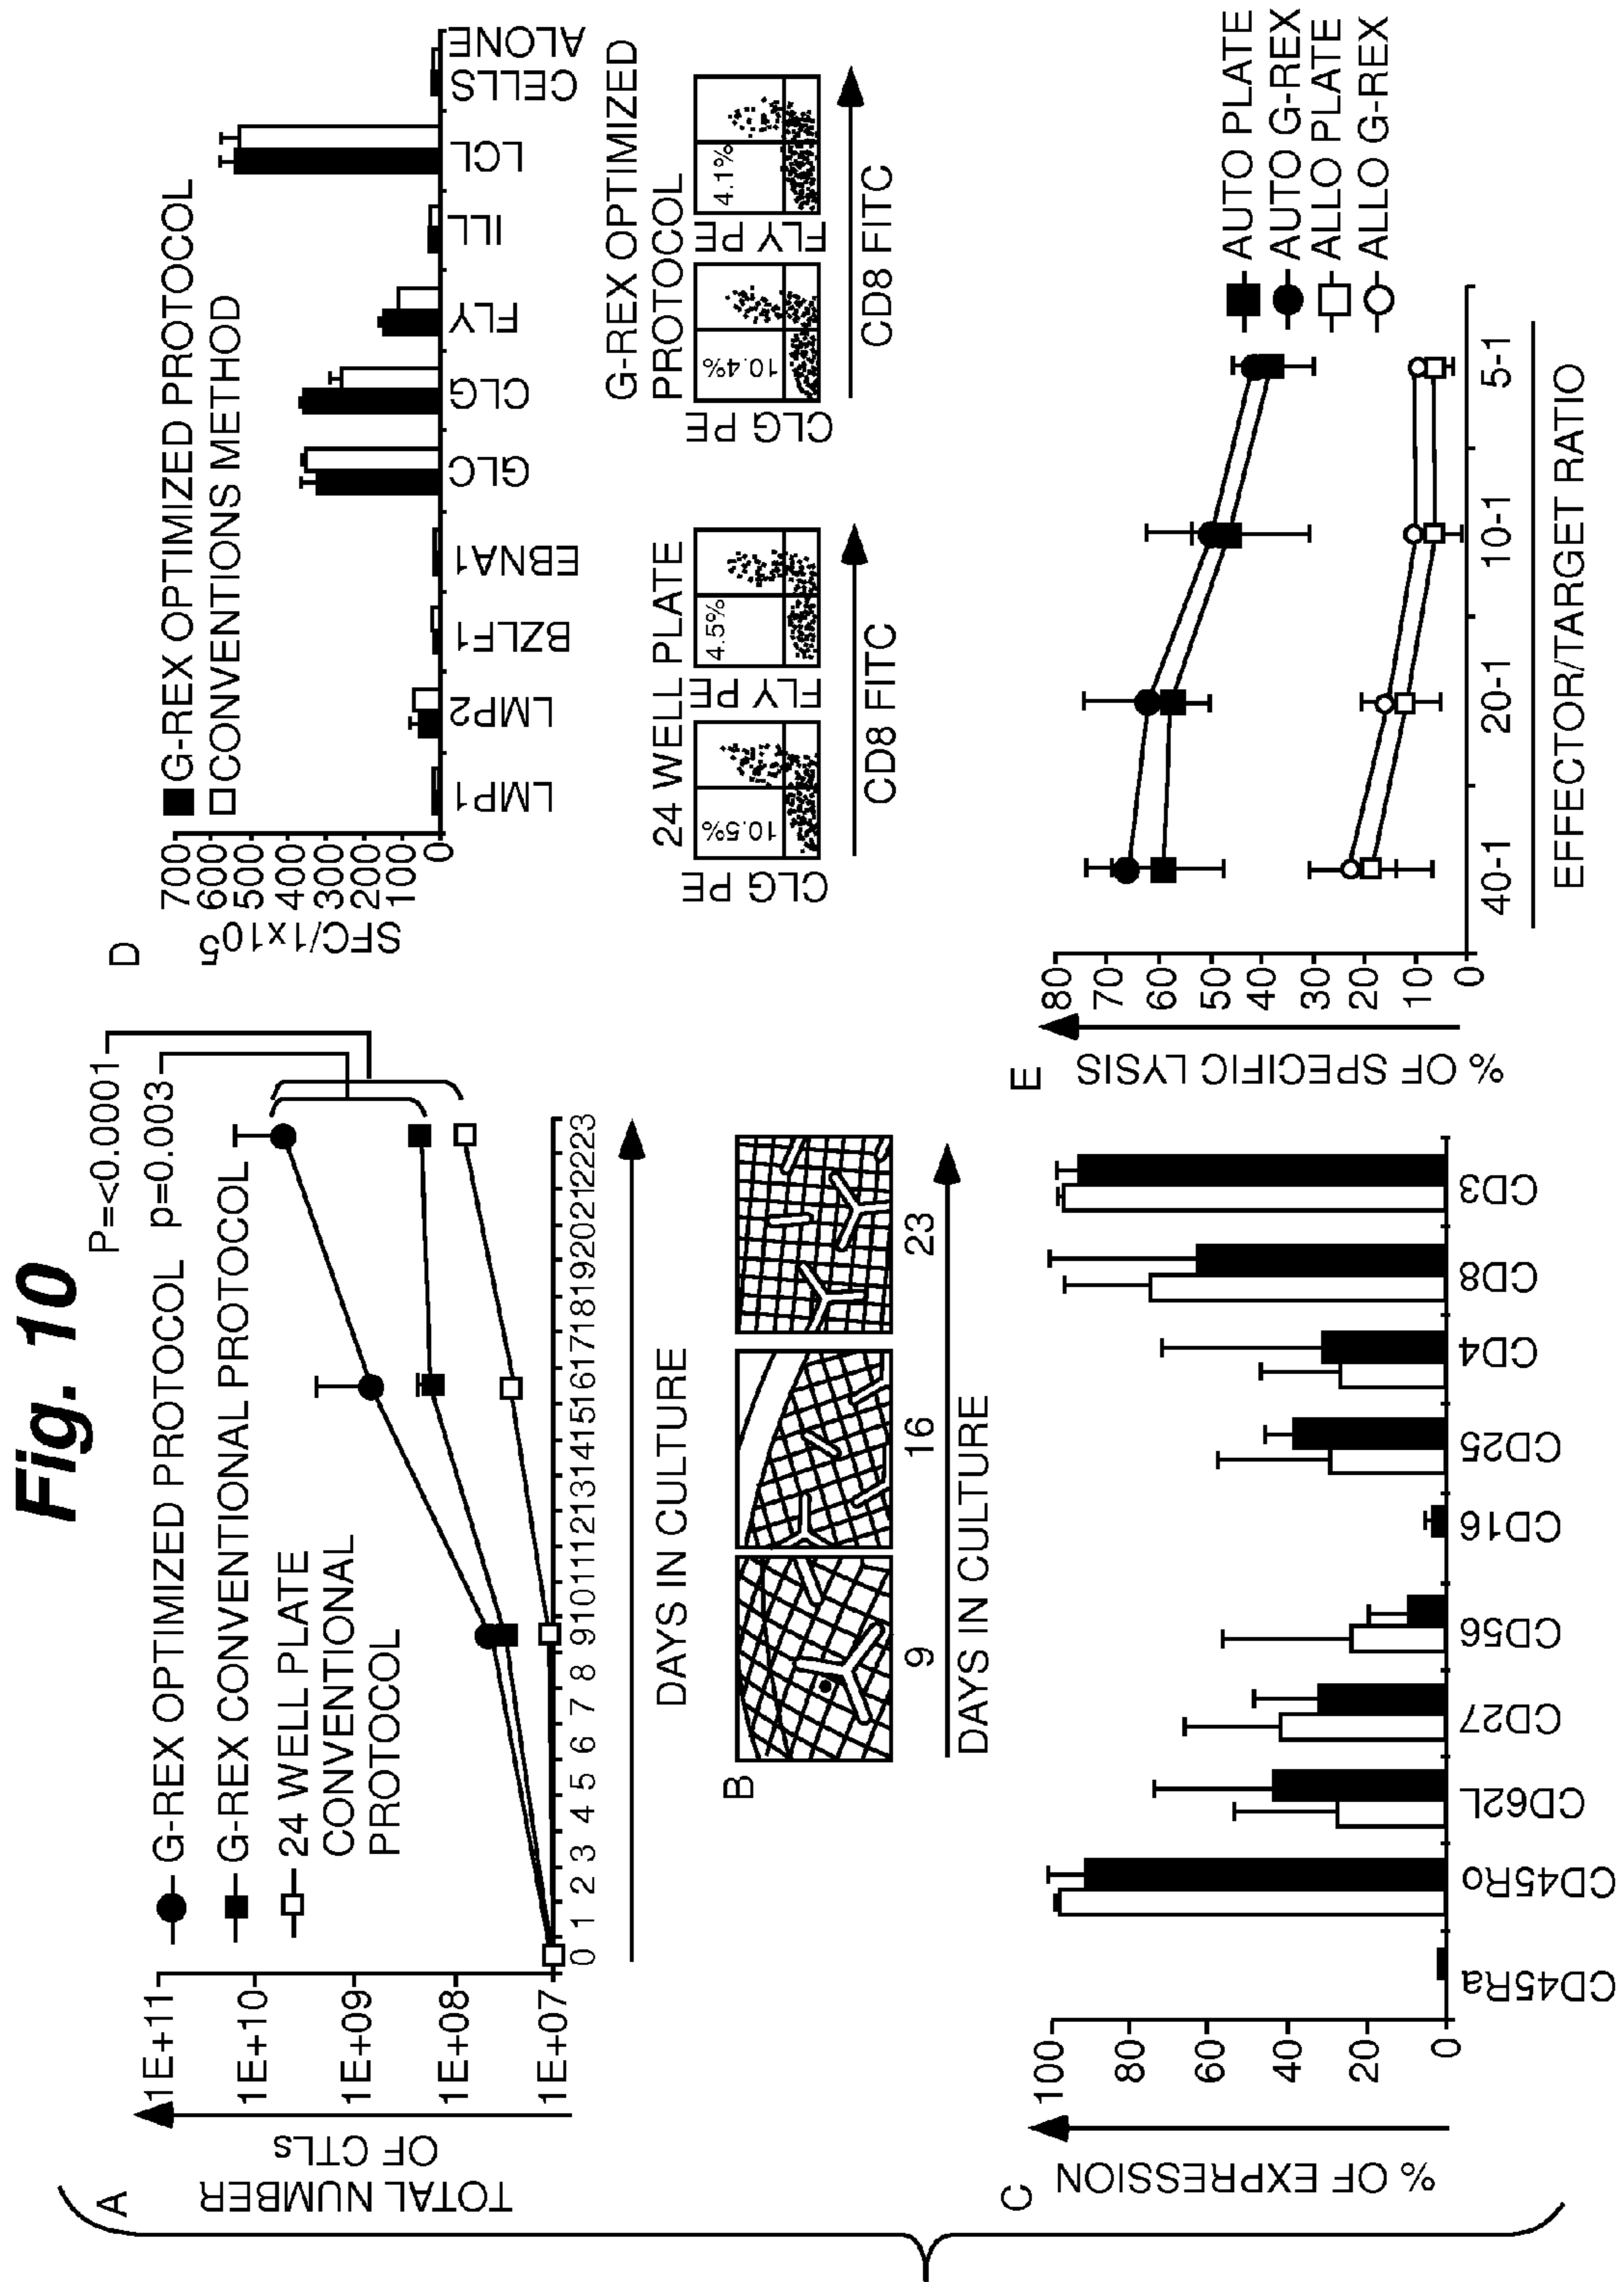 Fig. 10
A
TOTAL NUMBER
OF CTLs
1E+11
1E+10
1E+09
1E+08
1E+07
G-REX OPTIMIZED PROTOCOL
G-REX CONVENTIONAL PROTOCOL
24 WELL PLATE
CONVENTIONAL
PROTOCOL
P=<0.0001
p=0.003
0 1 2 3 4 5 6 7 8 9 10 11 12 13 14 15 16 17 18 19 20 21 22 23
DAYS IN CULTURE
B
9 16 23
DAYS IN CULTURE
C
% OF EXPRESSION
100
80
60
40
20
0
CD45Ra CD45Ro CD62L CD27 CD56 CD16 CD25 CD4 CD8 CD3
D
SFC/1x105
700
600
500
400
300
200
100
0
G-REX OPTIMIZED PROTOCOL
CONVENTIONS METHOD
LMP1 LMP2 BZLF1 EBNA1 GLC CLG FLY ILL LCL CELLS ALONE
24 WELL PLATE
CLG PE
10.5%
FLY PE
4.5%
CD8 FITC
G-REX OPTIMIZED
PROTOCOL
CLG PE
10.4%
FLY PE
4.1%
CD8 FITC
E
% OF SPECIFIC LYSIS
80
70
60
50
40
30
20
10
0
40-1 20-1 10-1 5-1
EFFECTOR/TARGET RATIO
AUTO PLATE
AUTO G-REX
ALLO PLATE
ALLO G-REX